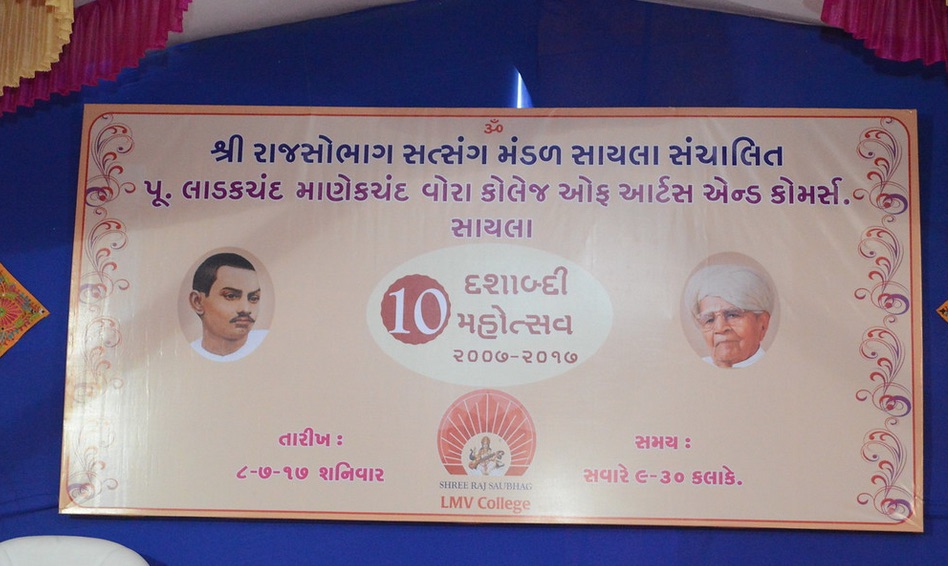 ૐ
શ્રી રાજસોભાગ સત્સંગ મંડળ સાયલા સંચાલિત
પૂ. લાડકચંદ માણેકચંદ વોરા કોલેજ ઓફ આર્ટસ એન્ડ કોમર્સ.
સાયલા
10 દશાબ્દી
મહોત્સવ
૨૦૦૭-૨૦૧૭
તારીખ :
૮-૭-૧૭ શનિવાર
SHREE RAJ SAUBHAG
LMV College
સમય :
સવારે ૯-૩૦ કલાકે.